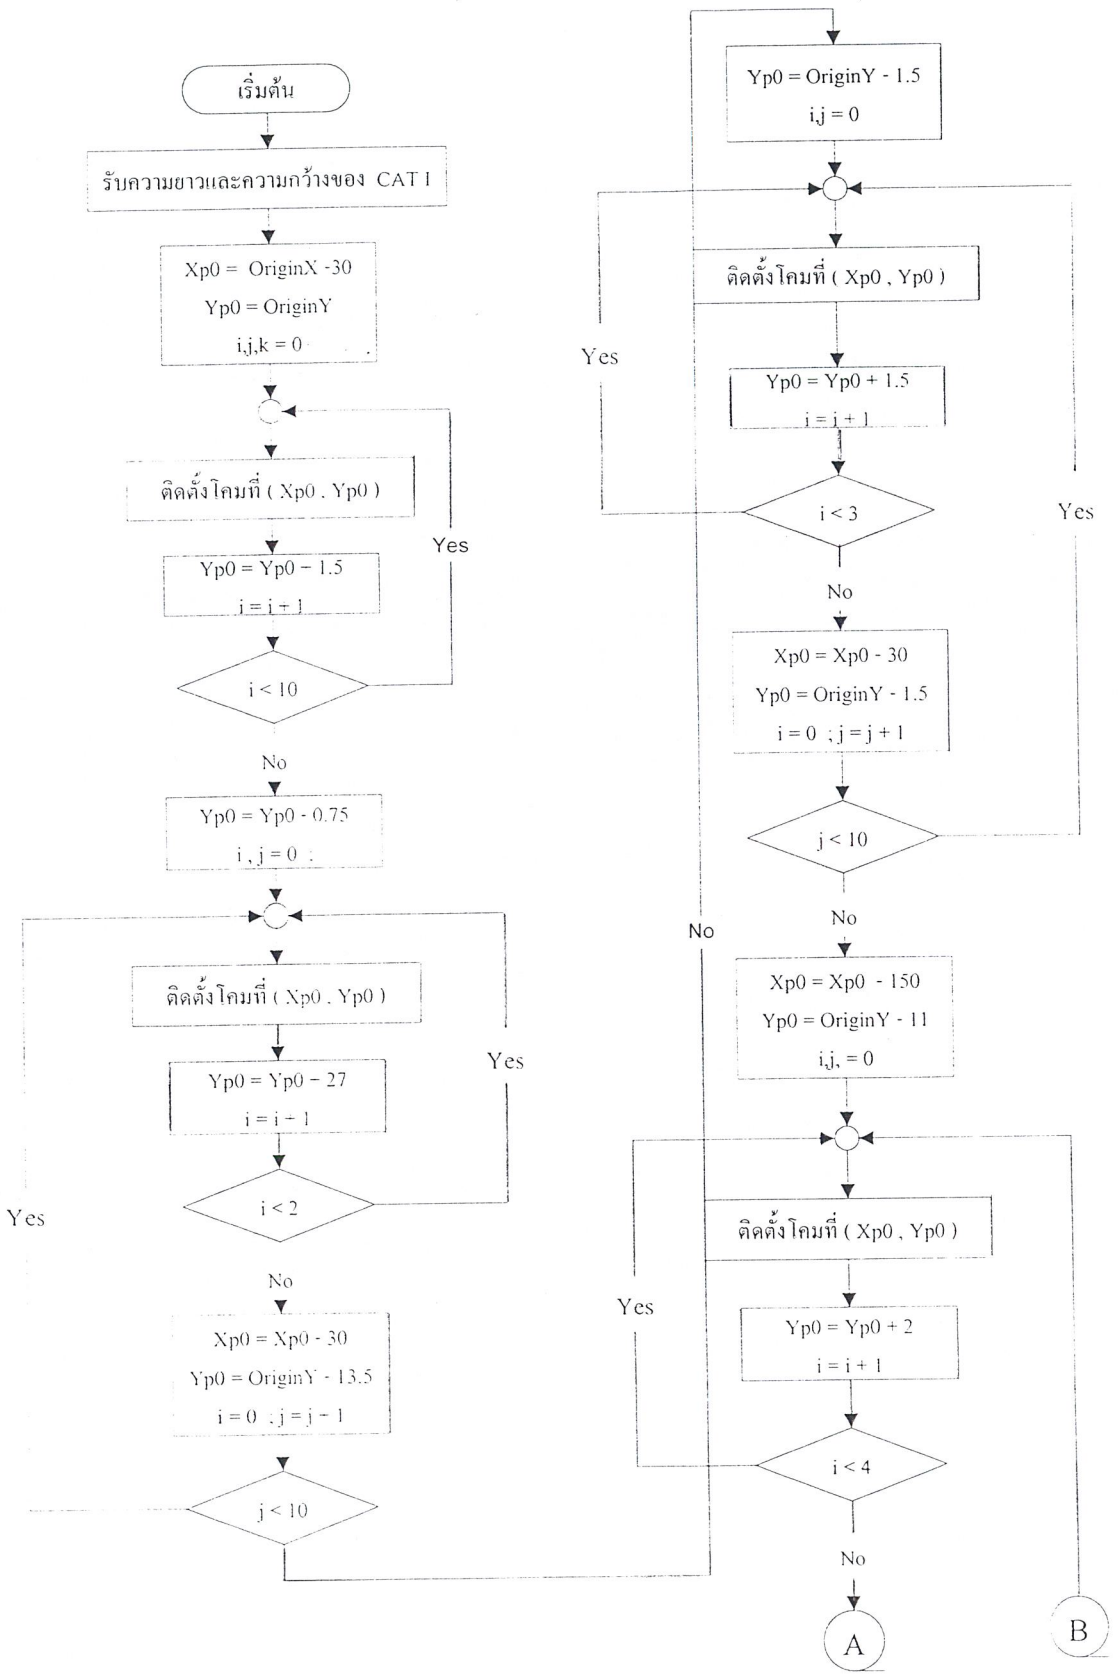 เริ่มต้น
รับความยาวและความกว้างของ CAT I
Xp0 = OriginX -30
Yp0 = OriginY
i,j,k = 0
ติดตั้งโคมที่ ( Xp0 , Yp0 )
Yp0 = Yp0 - 1.5
i = i + 1
Yes
i < 10
No
Yp0 = Yp0 - 0.75
i , j = 0 ;
ติดตั้งโคมที่ ( Xp0 , Yp0 )
Yp0 = Yp0 - 27
i = i - 1
Yes
i < 2
Yes
No
Xp0 = Xp0 - 30
Yp0 = OriginY - 13.5
i = 0 ; j = j - 1
j < 10
No
Yp0 = OriginY - 1.5
i,j = 0
ติดตั้งโคมที่ ( Xp0 , Yp0 )
Yes
Yp0 = Yp0 + 1.5
i = i + 1
i < 3
Yes
No
Xp0 = Xp0 - 30
Yp0 = OriginY - 1.5
i = 0 ; j = j + 1
j < 10
No
Xp0 = Xp0 - 150
Yp0 = OriginY - 11
i,j, = 0
ติดตั้งโคมที่ ( Xp0 , Yp0 )
Yes
Yp0 = Yp0 + 2
i = i + 1
i < 4
No
A
B